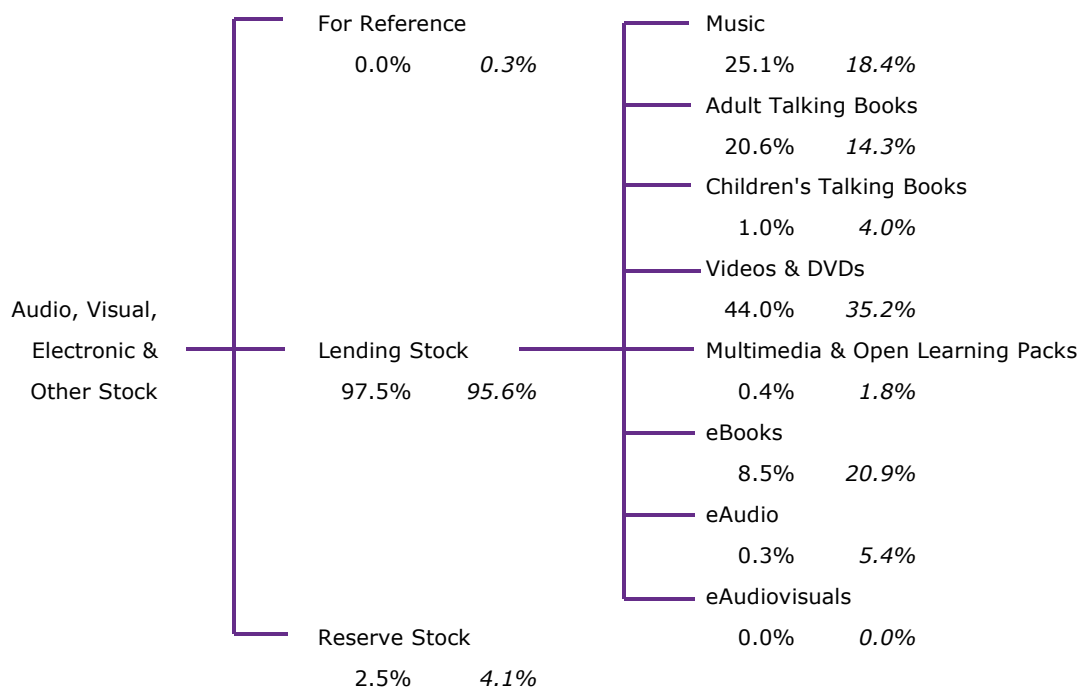 For Reference
0.0% 0.3%
Audio, Visual,
Electronic &
Other Stock
Lending Stock
97.5% 95.6%
Reserve Stock
2.5% 4.1%
Music
25.1% 18.4%
Adult Talking Books
20.6% 14.3%
Children's Talking Books
1.0% 4.0%
Videos & DVDs
44.0% 35.2%
Multimedia & Open Learning Packs
0.4% 1.8%
eBooks
8.5% 20.9%
eAudio
0.3% 5.4%
eAudiovisuals
0.0% 0.0%